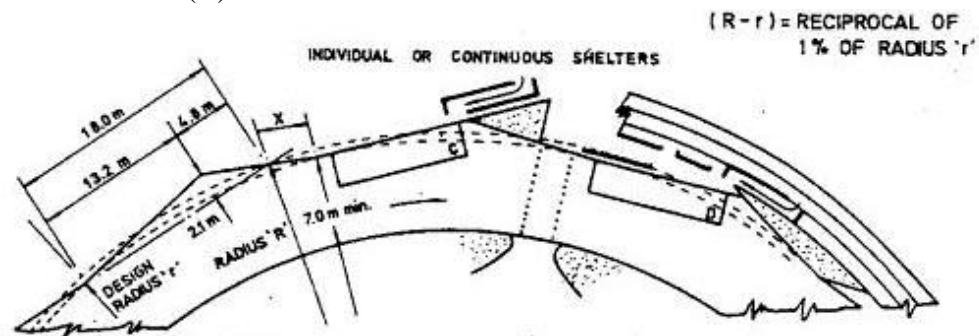 (R-r) = RECIPROCAL OF
1% OF RADIUS 'r'
INDIVIDUAL OR CONTINUOUS SHELTERS
18.0 m
4.8 m
13.2 m
X
C
2.1 m
7.0 m min.
RADIUS 'R'
DESIGN
RADIUS 'r'
D